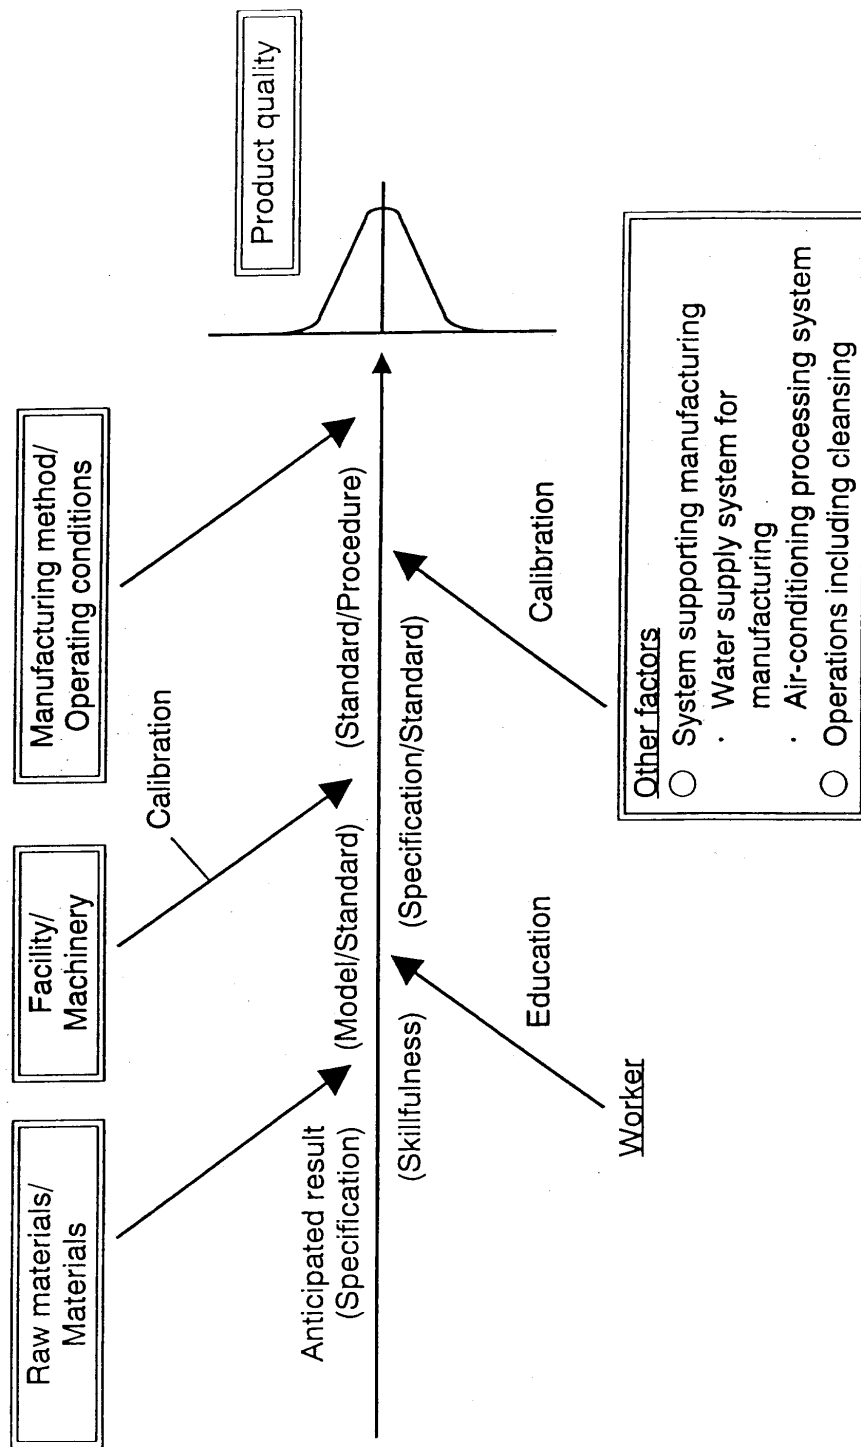 Raw materials/
Materials
Facility/
Machinery
Manufacturing method/
Operating conditions
Product quality
Calibration
Anticipated result
(Specification)
(Model/Standard)
(Standard/Procedure)
(Skillfulness)
(Specification/Standard)
Education
Calibration
Worker
Other factors
○ System supporting manufacturing
· Water supply system for
manufacturing
· Air-conditioning processing system
○ Operations including cleansing